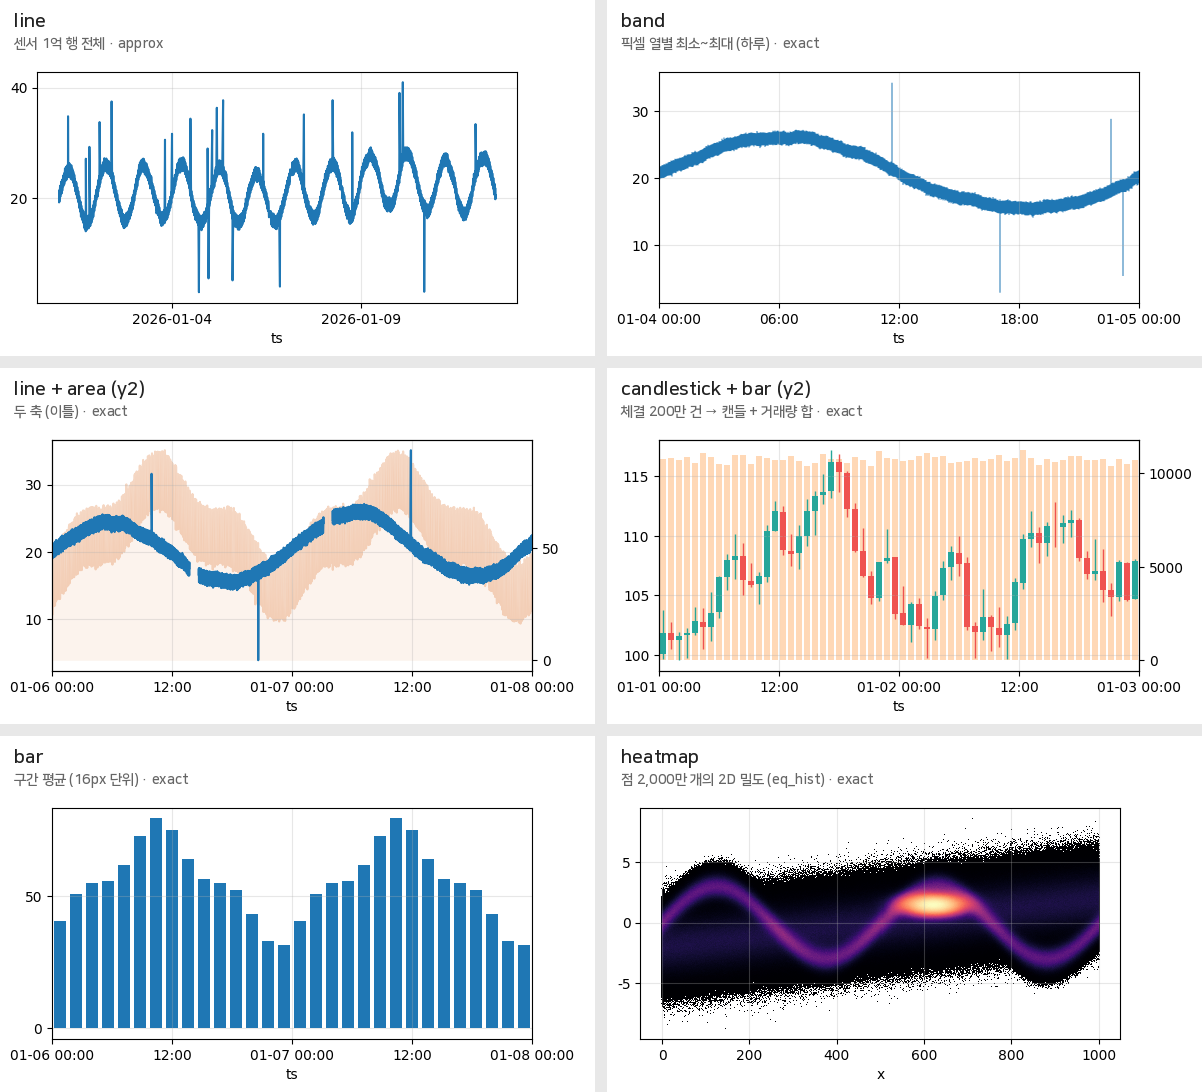 line
센서 1억 행 전체 · approx
40
20
2026-01-04
2026-01-09
ts
band
픽셀 열별 최소~최대 (하루) · exact
30
20
10
01-04 00:00
06:00
12:00
18:00
01-05 00:00
ts
line + area (y2)
두 축 (이틀) · exact
30
20
10
50
0
01-06 00:00
12:00
01-07 00:00
12:00
01-08 00:00
ts
candlestick + bar (y2)
체결 200만 건 → 캔들 + 거래량 합 · exact
115
110
105
100
10000
5000
0
01-01 00:00
12:00
01-02 00:00
12:00
01-03 00:00
ts
bar
구간 평균 (16px 단위) · exact
50
0
01-06 00:00
12:00
01-07 00:00
12:00
01-08 00:00
ts
heatmap
점 2,000만 개의 2D 밀도 (eq_hist) · exact
5
0
-5
0
200
400
600
800
1000
x